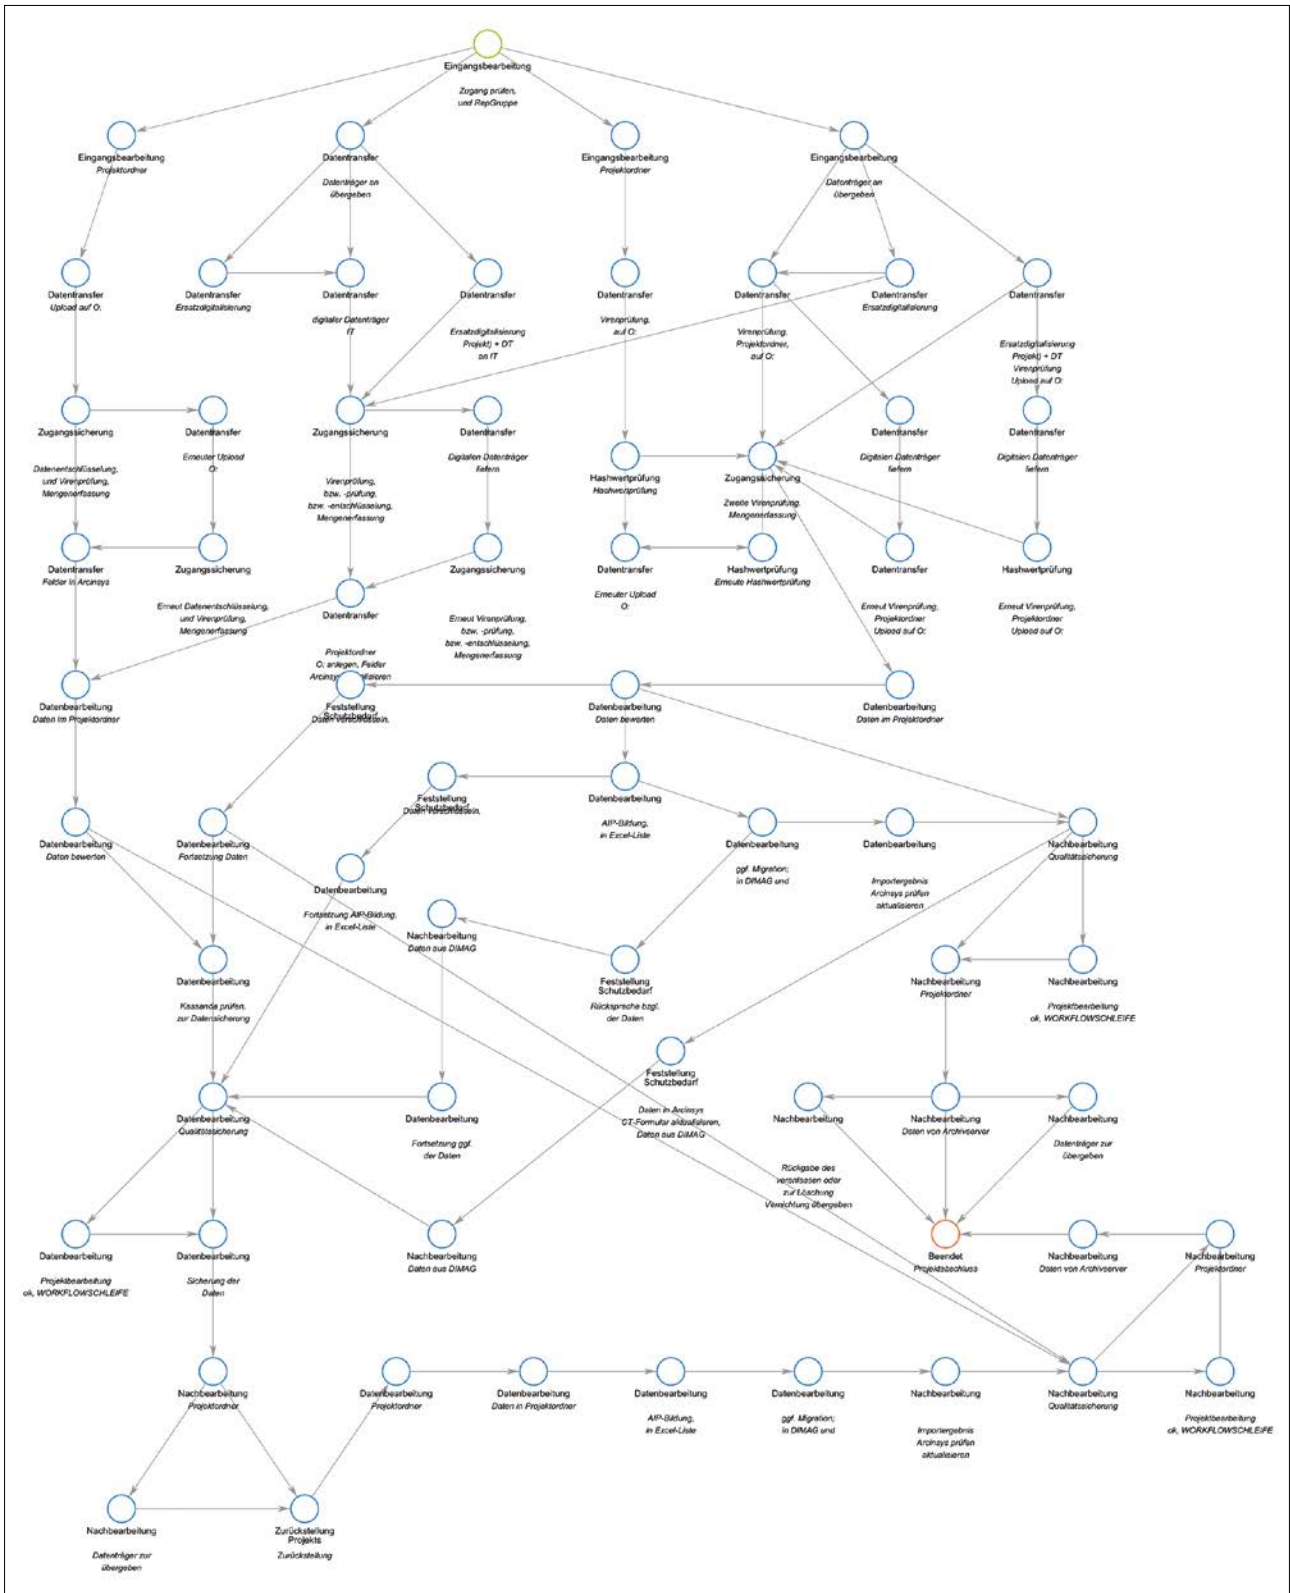 Eingangsbearbeitung
Zugang prüfen,
und RepGruppe
Eingangsbearbeitung
Projektordner
Datentransfer
Datenträger an
übergeben
Eingangsbearbeitung
Projektordner
Eingangsbearbeitung
Datenträger an
übergeben
Datentransfer
Upload auf O:
Datentransfer
Ersatzdigitalisierung
Datentransfer
digitaler Datenträger
IT
Datentransfer
Ersatzdigitalisierung
Projekt) + DT
an IT
Datentransfer
Virenprüfung,
auf O:
Datentransfer
Virenprüfung,
Projektordner,
auf O:
Datentransfer
Ersatzdigitalisierung
Datentransfer
Ersatzdigitalisierung
Projekt) + DT
Virenprüfung
Upload auf O:
Zugangssicherung
Datenentschlüsselung,
und Virenprüfung,
Mengenerfassung
Datentransfer
Erneuter Upload
O:
Zugangssicherung
Virenprüfung,
bzw. -prüfung,
bzw. -entschlüsselung,
Mengenerfassung
Datentransfer
Digitalen Datenträger
liefern
Datentransfer
Digitalen Datenträger
liefern
Datentransfer
Digitalen Datenträger
liefern
Hashwertprüfung
Hashwertprüfung
Zugangssicherung
Zweite Virenprüfung,
Mengenerfassung
Datentransfer
Felder in Arcinsys
Zugangssicherung
Erneut Datenentschlüsselung,
und Virenprüfung,
Mengenerfassung
Zugangssicherung
Erneut Virenprüfung,
bzw. -prüfung,
bzw. -entschlüsselung,
Mengenerfassung
Datentransfer
Erneuter Upload
O:
Hashwertprüfung
Erneute Hashwertprüfung
Datentransfer
Erneut Virenprüfung,
Projektordner
Upload auf O:
Hashwertprüfung
Erneut Virenprüfung,
Projektordner
Upload auf O:
Datentransfer
Projektordner
O: anlegen, Felder
Datenbearbeitung
Daten im Projektordner
Feststellung
Schutzbedarf
Daten verschlüsseln,
Datenbearbeitung
Daten bewerten
Datenbearbeitung
Daten im Projektordner
Feststellung
Schutzbedarf
Daten verschlüsseln,
Datenbearbeitung
AIP-Bildung,
in Excel-Liste
Datenbearbeitung
Daten bewerten
Datenbearbeitung
Fortsetzung Daten
Datenbearbeitung
ggf. Migration;
in DIMAG und
Datenbearbeitung
Importergebnis
Arcinsys prüfen
aktualisieren
Nachbearbeitung
Qualitätssicherung
Datenbearbeitung
Fortsetzung AIP-Bildung,
in Excel-Liste
Nachbearbeitung
Daten aus DIMAG
Datenbearbeitung
Kassanda prüfen,
zur Datensicherung
Feststellung
Schutzbedarf
Rücksprache bzgl.
der Daten
Nachbearbeitung
Projektordner
Nachbearbeitung
Projektbearbeitung
ok, WORKFLOWSCHLEIFE
Feststellung
Schutzbedarf
Daten in Arcinsys
CT-Formular aktualisieren,
Daten aus DIMAG
Datenbearbeitung
Qualitätssicherung
Datenbearbeitung
Fortsetzung ggf.
der Daten
Nachbearbeitung
Rückgabe des
veranlassen oder
zur Löschung
Vernichtung übergeben
Nachbearbeitung
Daten von Archivserver
Nachbearbeitung
Datenträger zur
übergeben
Datenbearbeitung
Projektbearbeitung
ok, WORKFLOWSCHLEIFE
Datenbearbeitung
Sicherung der
Daten
Nachbearbeitung
Daten aus DIMAG
Beendet
Projektsbschluss
Nachbearbeitung
Daten von Archivserver
Nachbearbeitung
Projektordner
Nachbearbeitung
Projektordner
Datenbearbeitung
Projektordner
Datenbearbeitung
Daten in Projektordner
Datenbearbeitung
AIP-Bildung,
in Excel-Liste
Datenbearbeitung
ggf. Migration;
in DIMAG und
Nachbearbeitung
Importergebnis
Arcinsys prüfen
aktualisieren
Nachbearbeitung
Qualitätssicherung
Nachbearbeitung
Projektbearbeitung
ok, WORKFLOWSCHLEIFE
Nachbearbeitung
Datenträger zur
übergeben
Zurückstellung
Projekts
Zurückstellung